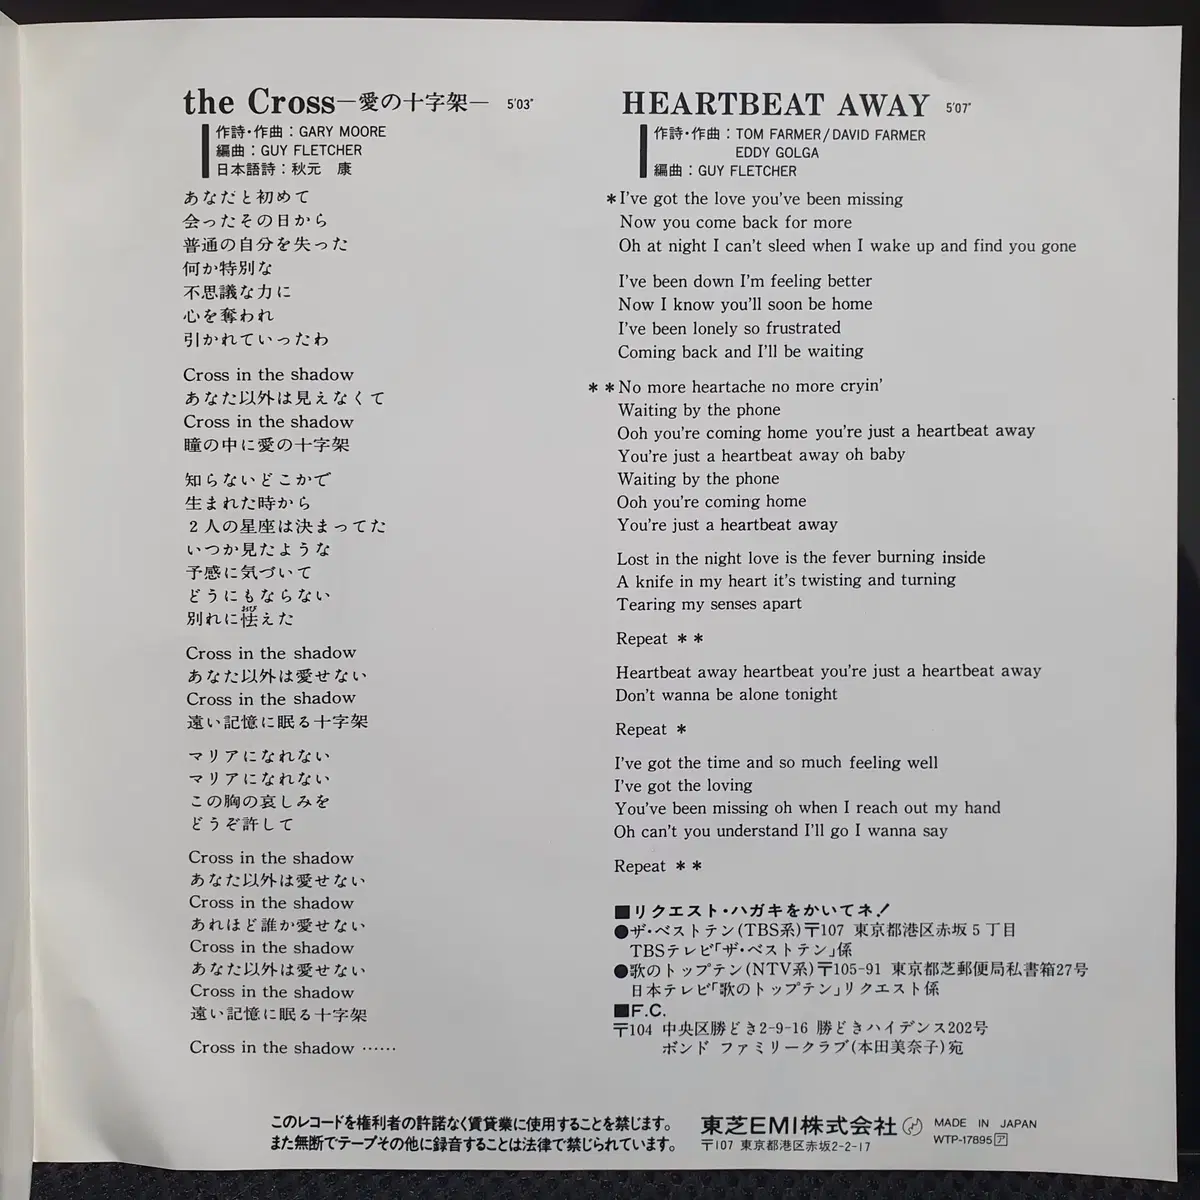 the Cross―愛の十字架― 5'03"
作詩・作曲：GARY MOORE
編曲：GUY FLETCHER
日本語詩：秋元　康
あなだと初めて
会ったその日から
普通の自分を失った
何か特別な
不思議な力に
心を奪われ
引かれていったわ
Cross in the shadow
あなた以外は見えなくて
Cross in the shadow
瞳の中に愛の十字架
知らないどこかで
生まれた時から
２人の星座は決まってた
いつか見たような
予感に気づいて
どうにもならない
別れに怯えた
Cross in the shadow
あなた以外は愛せない
Cross in the shadow
遠い記憶に眠る十字架
マリアになれない
マリアになれない
この胸の哀しみを
どうぞ許して
Cross in the shadow
あなた以外は愛せない
Cross in the shadow
あれほど誰か愛せない
Cross in the shadow
あなた以外は愛せない
Cross in the shadow
遠い記憶に眠る十字架
Cross in the shadow ……
HEARTBEAT AWAY 5'07"
作詩・作曲：TOM FARMER/DAVID FARMER
EDDY GOLGA
編曲：GUY FLETCHER
＊I've got the love you've been missing
Now you come back for more
Oh at night I can't sleed when I wake up and find you gone
I've been down I'm feeling better
Now I know you'll soon be home
I've been lonely so frustrated
Coming back and I'll be waiting
＊＊No more heartache no more cryin'
Waiting by the phone
Ooh you're coming home you're just a heartbeat away
You're just a heartbeat away oh baby
Waiting by the phone
Ooh you're coming home
You're just a heartbeat away
Lost in the night love is the fever burning inside
A knife in my heart it's twisting and turning
Tearing my senses apart
Repeat ＊＊
Heartbeat away heartbeat you're just a heartbeat away
Don't wanna be alone tonight
Repeat ＊
I've got the time and so much feeling well
I've got the loving
You've been missing oh when I reach out my hand
Oh can't you understand I'll go I wanna say
Repeat ＊＊
■リクエスト・ハガキをかいてネ！
●ザ・ベストテン(TBS系)〒107 東京都港区赤坂５丁目
TBSテレビ「ザ・ベストテン」係
●歌のトップテン(NTV系)〒105-91 東京都芝郵便局私書箱27号
日本テレビ「歌のトップテン」リクエスト係
■F.C.
〒104 中央区勝どき2-9-16 勝どきハイデンス202号
ボンド ファミリークラブ(本田美奈子)宛
このレコードを権利者の許諾なく賃貸業に使用することを禁じます。
また無断でテープその他に録音することは法律で禁じられています。
東芝EMI株式会社
〒107 東京都港区赤坂2-2-17
MADE IN JAPAN
WTP-17895ア